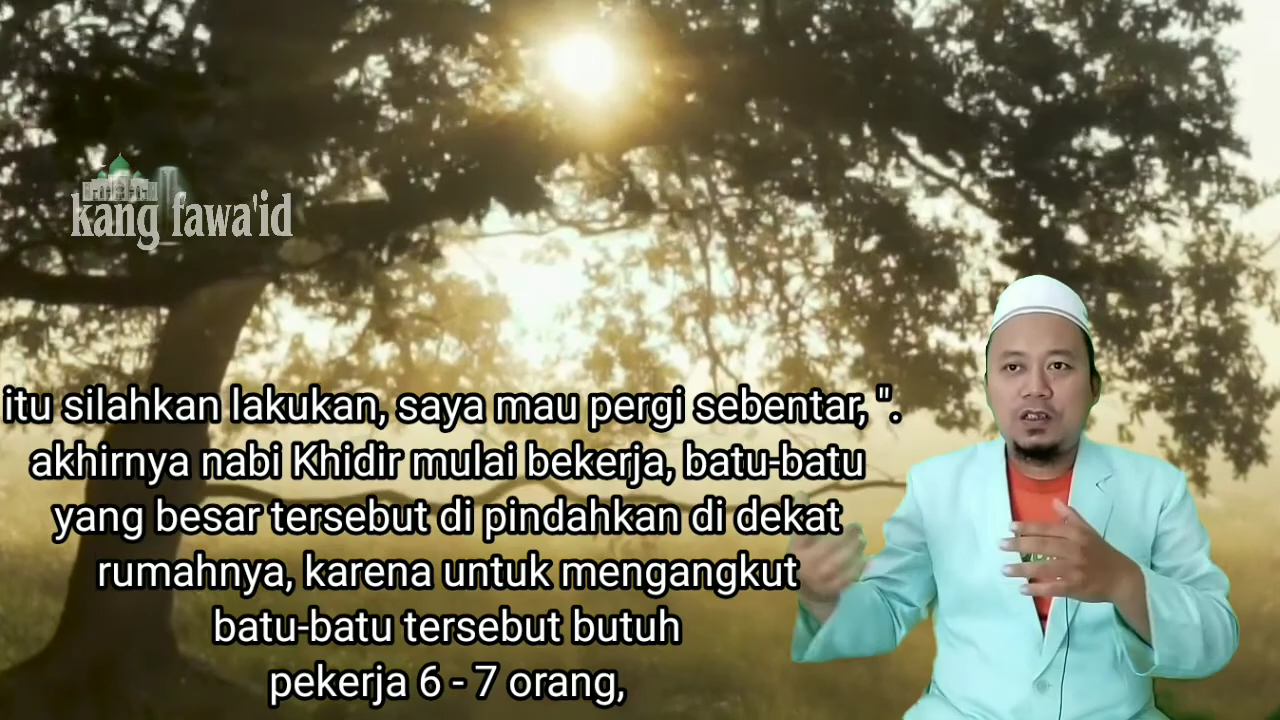 kang fawa'id
itu silahkan lakukan, saya mau pergi sebentar, ".
akhirnya nabi Khidir mulai bekerja, batu-batu
yang besar tersebut di pindahkan di dekat
rumahnya, karena untuk mengangkut
batu-batu tersebut butuh
pekerja 6 - 7 orang,